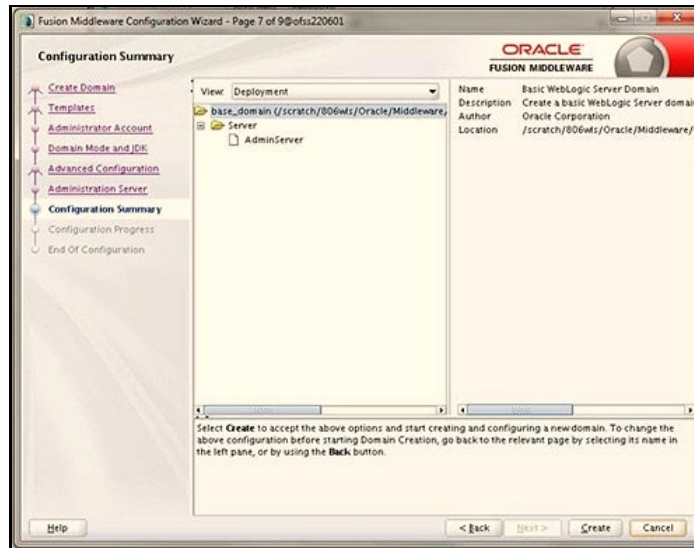 Fusion Middleware Configuration Wizard - Page 7 of 9@ofss220601
Configuration Summary
ORACLE
FUSION MIDDLEWARE
Create Domain
Templates
Administrator Account
Domain Mode and JDK
Advanced Configuration
Administration Server
Configuration Summary
Configuration Progress
End Of Configuration
View: Deployment
base_domain (/scratch/806wls/Oracle/Middleware,
Server
AdminServer
Name Basic WebLogic Server Domain
Description Create a basic WebLogic Server domai
Author Oracle Corporation
Location /scratch/806wls/Oracle/Middleware/
Select Create to accept the above options and start creating and configuring a new domain. To change the
above configuration before starting Domain Creation, go back to the relevant page by selecting its name in
the left pane, or by using the Back button.
Help
< Back
Next >
Create
Cancel